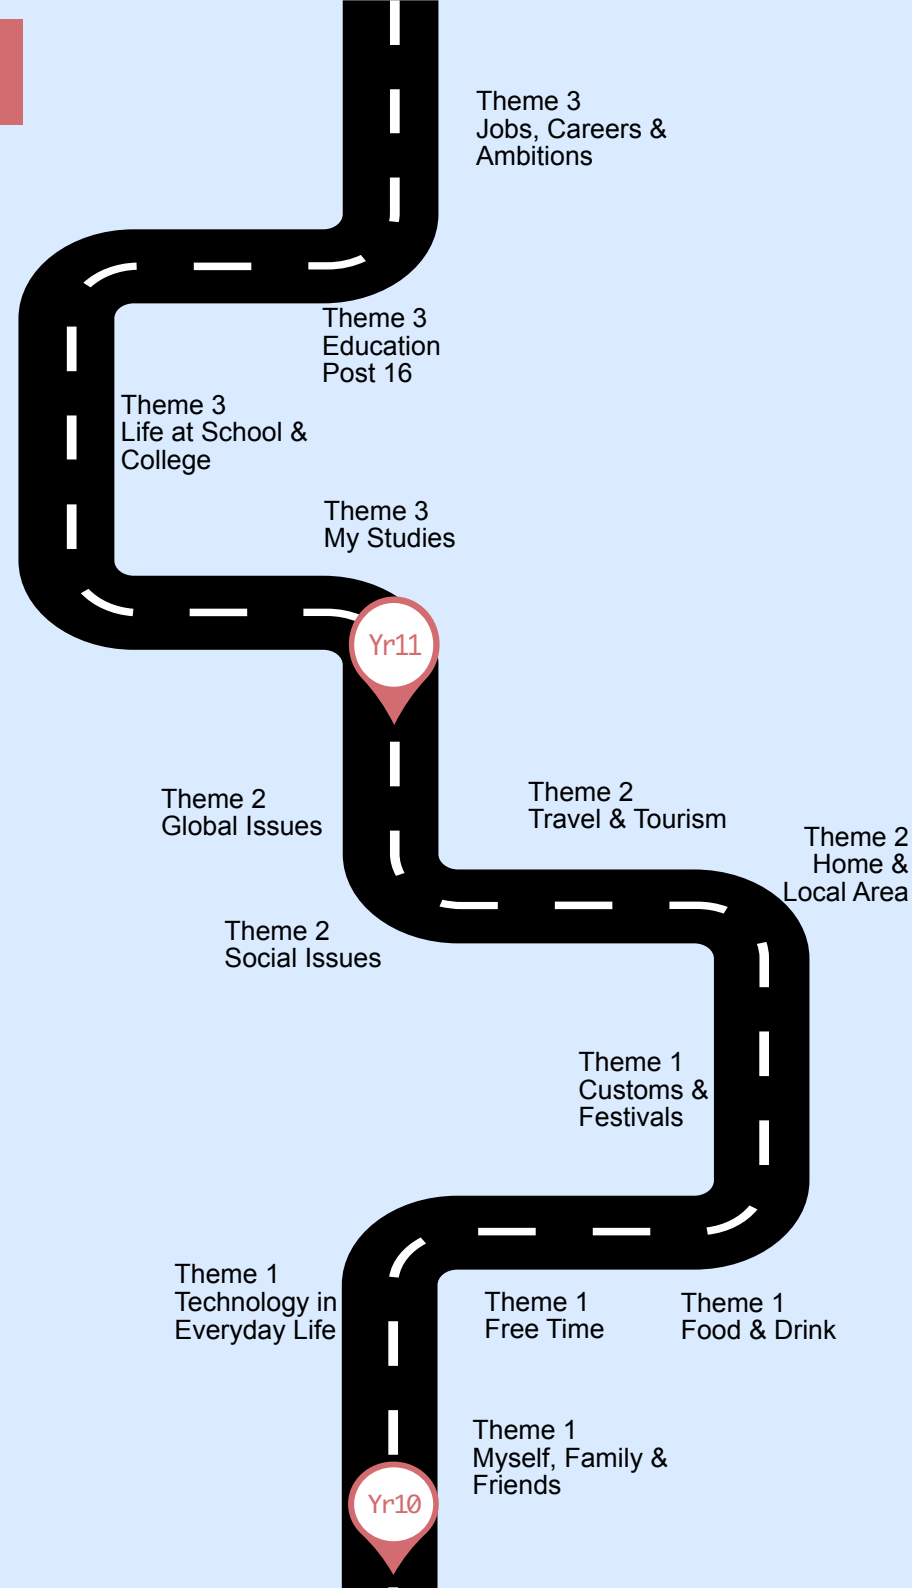 Theme 3
Jobs, Careers &
Ambitions
Theme 3
Education
Post 16
Theme 3
Life at School &
College
Theme 3
My Studies
Yr11
Theme 2
Travel & Tourism
Theme 2
Global Issues
Theme 2
Home &
Local Area
Theme 2
Social Issues
Theme 1
Customs &
Festivals
Theme 1
Technology in
Everyday Life
Theme 1
Free Time
Theme 1
Food & Drink
Theme 1
Myself, Family &
Friends
Yr10